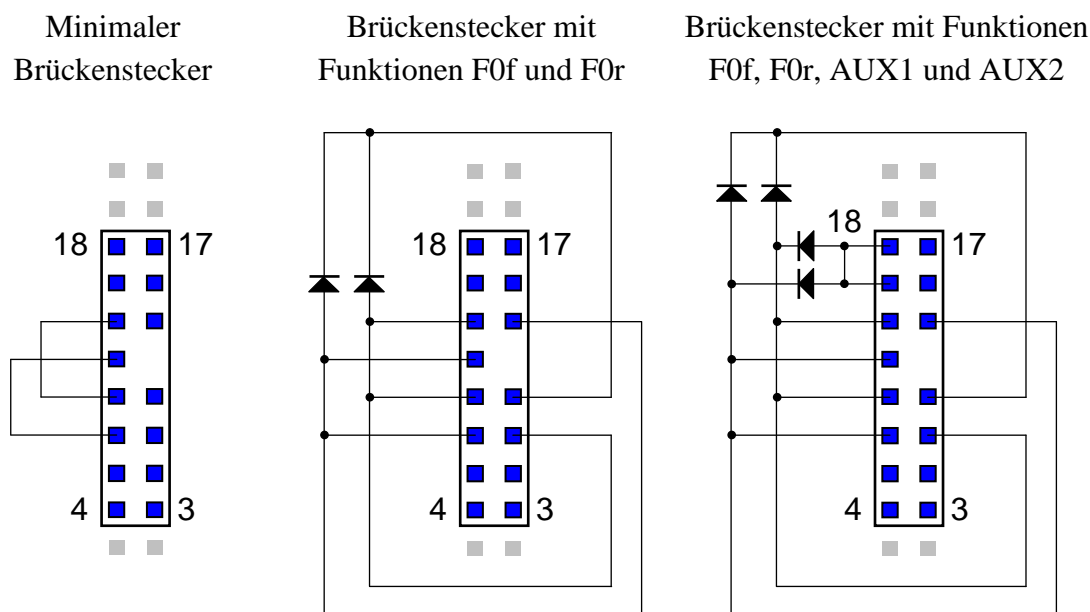 Minimaler
Brückenstecker
Brückenstecker mit
Funktionen F0f und F0r
Brückenstecker mit Funktionen
F0f, F0r, AUX1 und AUX2
18 17
4 3
18 17
4 3
18 17
4 3